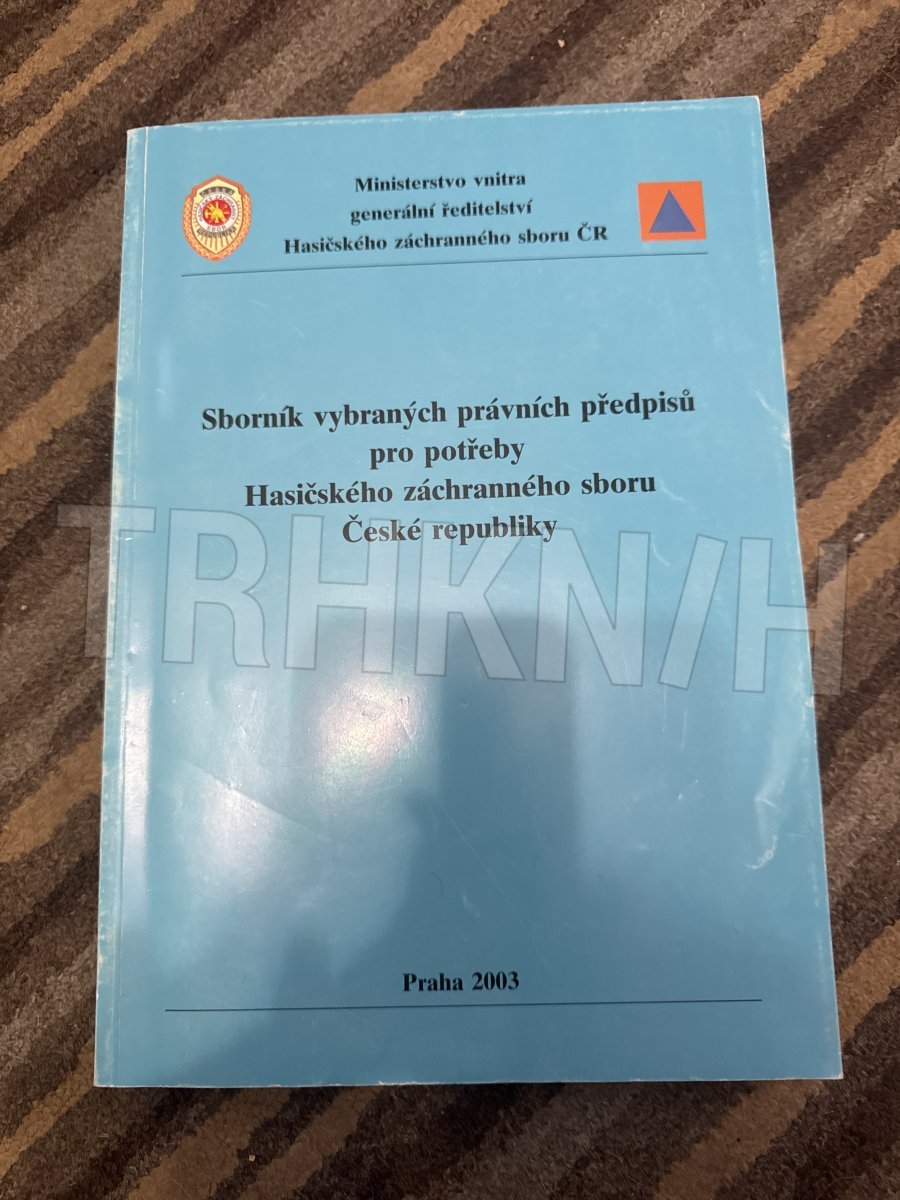 Ministerstvo vnitra
generální ředitelství
Hasičského záchranného sboru ČR
Sborník vybraných právních předpisů
pro potřeby
Hasičského záchranného sboru
České republiky
TRHKN/H
Praha 2003